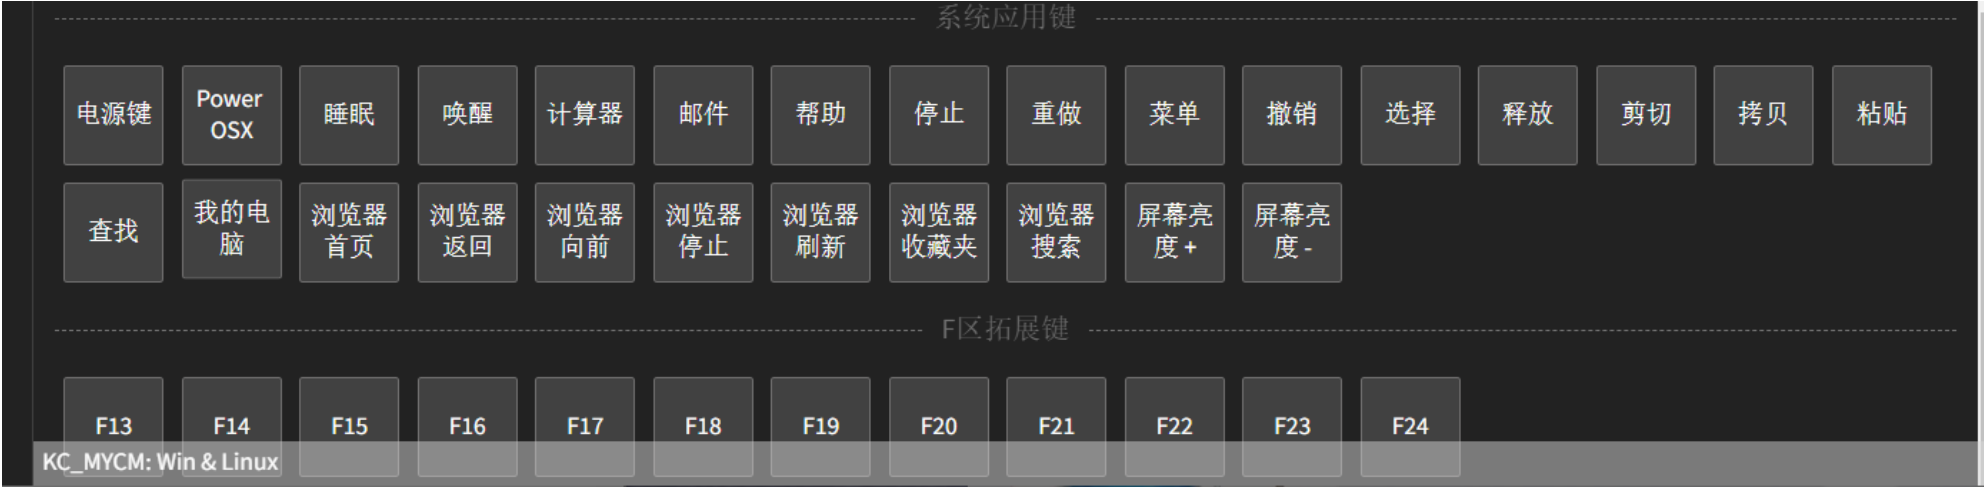 系统应用键
电源键
Power
OSX
睡眠
唤醒
计算器
邮件
帮助
停止
重做
菜单
撤销
选择
释放
剪切
拷贝
粘贴
查找
我的电
脑
浏览器
首页
浏览器
返回
浏览器
向前
浏览器
停止
浏览器
刷新
浏览器
收藏夹
浏览器
搜索
屏幕亮
度 +
屏幕亮
度 -
F区拓展键
F13
F14
F15
F16
F17
F18
F19
F20
F21
F22
F23
F24
KC_MYCM: Win & Linux